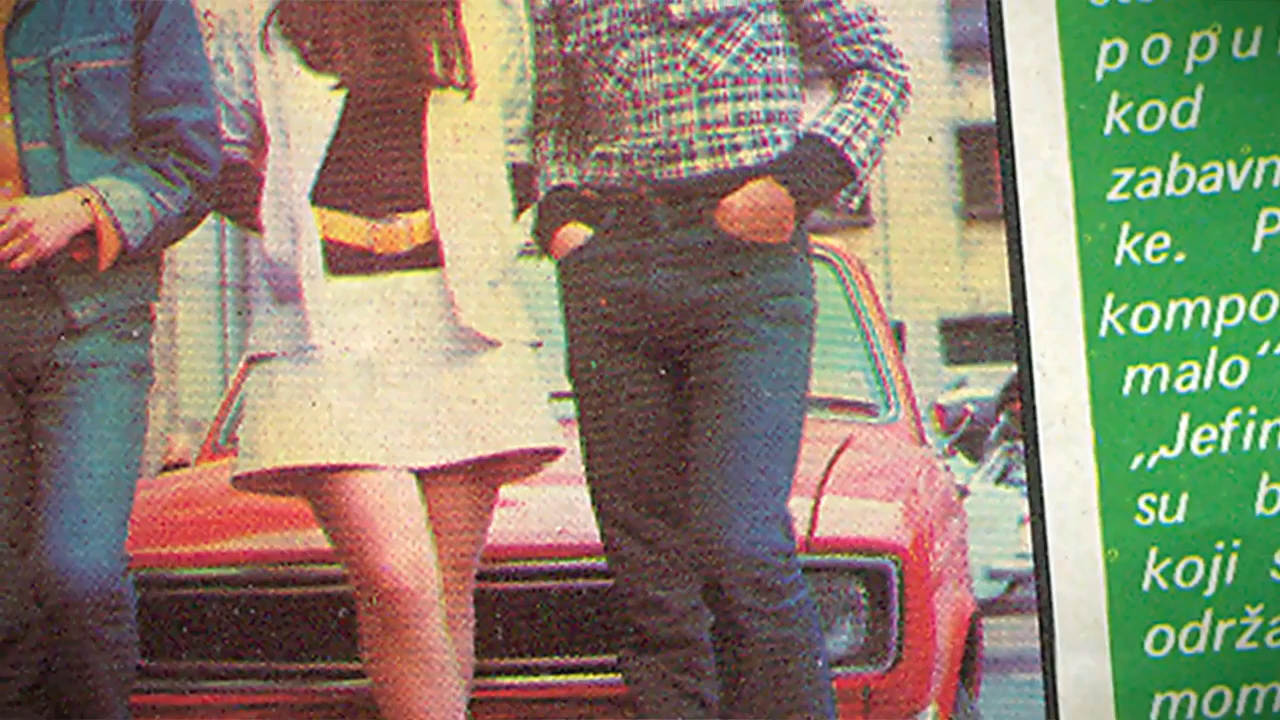 popu
kod
zabavn
ke. P
kompo
malo“
„Jefin
su b
koji s
održa
mom